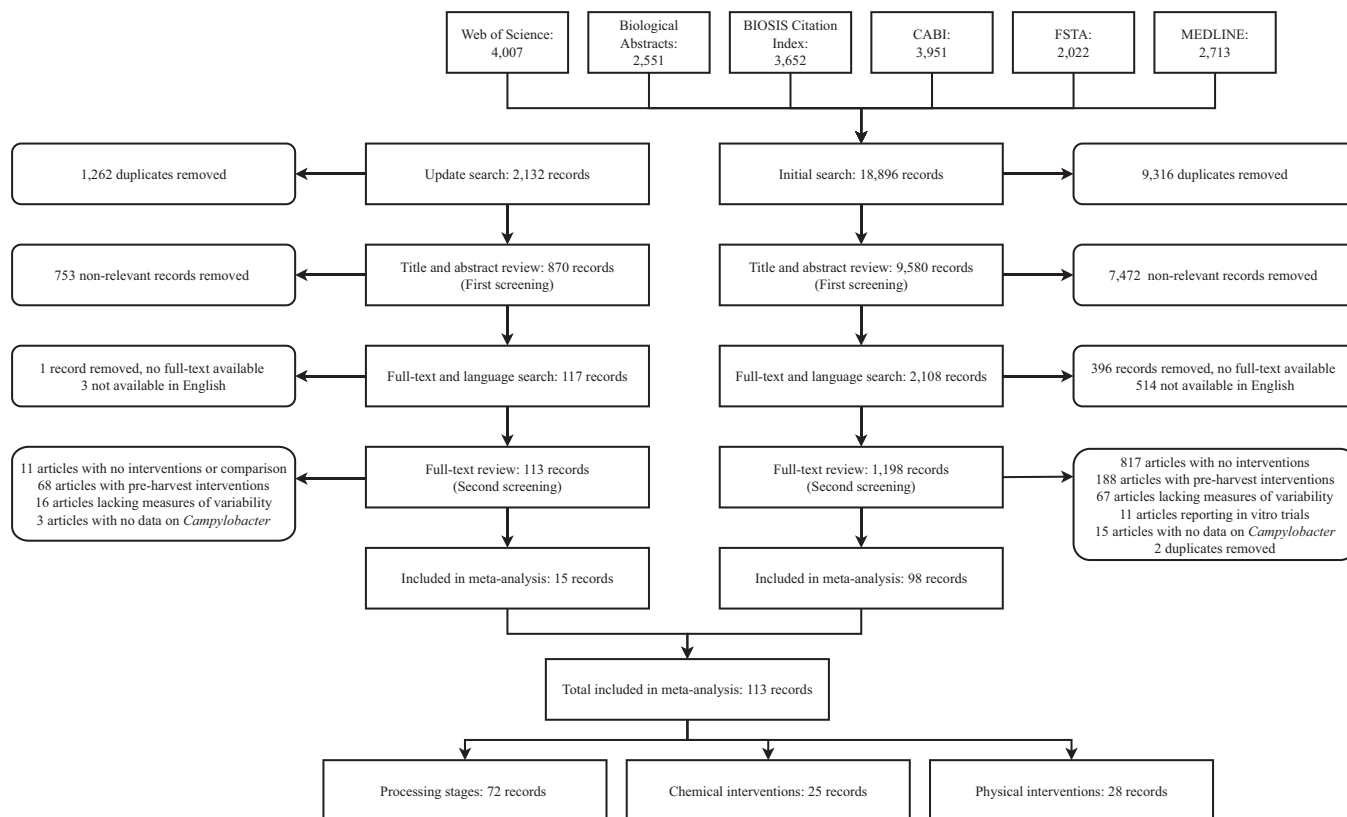 Web of Science:
4,007
Biological
Abstracts:
2,551
BIOSIS Citation
Index:
3,652
CABI:
3,951
FSTA:
2,022
MEDLINE:
2,713
1,262 duplicates removed
Update search: 2,132 records
Initial search: 18,896 records
9,316 duplicates removed
753 non-relevant records removed
Title and abstract review: 870 records
(First screening)
Title and abstract review: 9,580 records
(First screening)
7,472 non-relevant records removed
1 record removed, no full-text available
3 not available in English
Full-text and language search: 117 records
Full-text and language search: 2,108 records
396 records removed, no full-text available
514 not available in English
11 articles with no interventions or comparison
68 articles with pre-harvest interventions
16 articles lacking measures of variability
3 articles with no data on Campylobacter
Full-text review: 113 records
(Second screening)
Full-text review: 1,198 records
(Second screening)
817 articles with no interventions
188 articles with pre-harvest interventions
67 articles lacking measures of variability
11 articles reporting in vitro trials
15 articles with no data on Campylobacter
2 duplicates removed
Included in meta-analysis: 15 records
Included in meta-analysis: 98 records
Total included in meta-analysis: 113 records
Processing stages: 72 records
Chemical interventions: 25 records
Physical interventions: 28 records